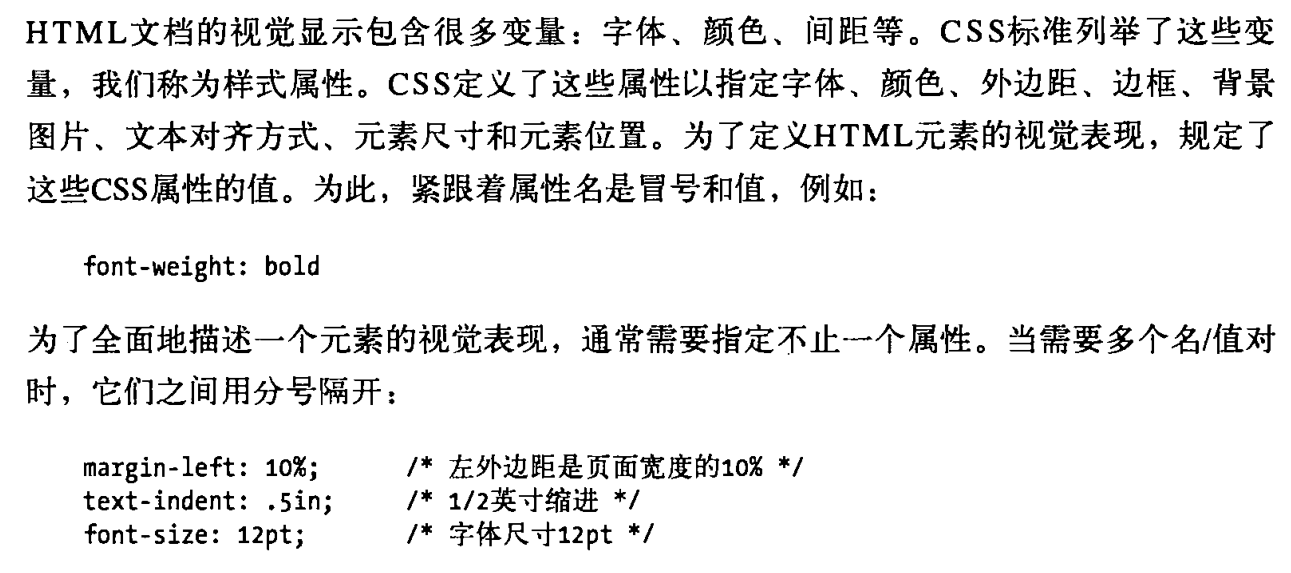 HTML文档的视觉显示包含很多变量：字体、颜色、间距等。CSS标准列举了这些变
量，我们称为样式属性。CSS定义了这些属性以指定字体、颜色、外边距、边框、背景
图片、文本对齐方式、元素尺寸和元素位置。为了定义HTML元素的视觉表现，规定了
这些CSS属性的值。为此，紧跟着属性名是冒号和值，例如：
font-weight: bold
为了全面地描述一个元素的视觉表现，通常需要指定不止一个属性。当需要多个名/值对
时，它们之间用分号隔开：
margin-left: 10%; /* 左外边距是页面宽度的10% */
text-indent: .5in; /* 1/2英寸缩进 */
font-size: 12pt; /* 字体尺寸12pt */